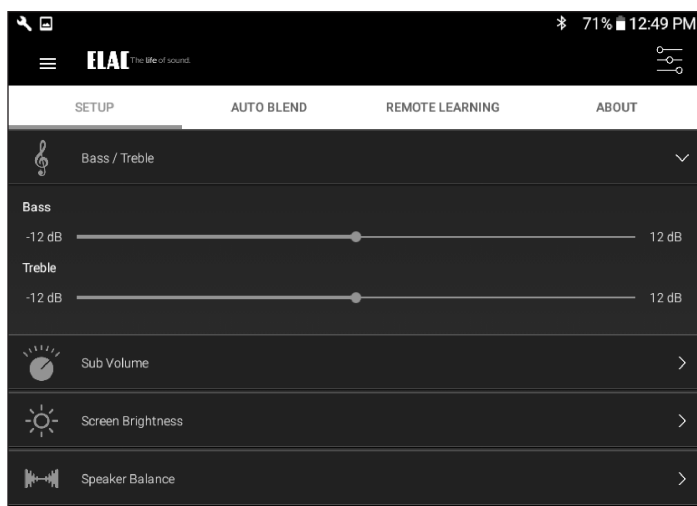 71% 12:49 PM
ELAC The life of sound.
SETUP AUTO BLEND REMOTE LEARNING ABOUT
Bass / Treble
Bass
-12 dB 12 dB
Treble
-12 dB 12 dB
Sub Volume
Screen Brightness
Speaker Balance